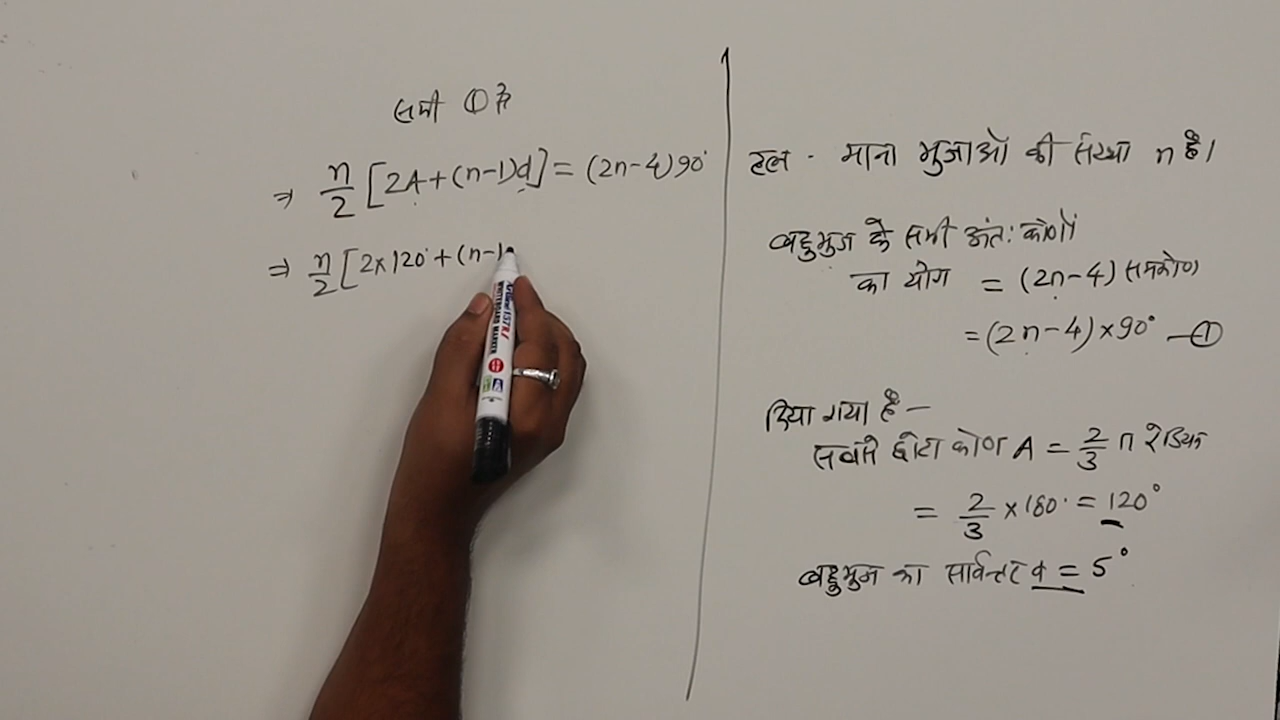 समी ① से
⇒ n/2 [2A + (n-1)d] = (2n-4)90°
⇒ n/2 [2×120° + (n-1)
हल - माना भुजाओं की संख्या n है।
बहुभुज के सभी अंतः कोणों
का योग = (2n-4) समकोण
= (2n-4)×90° —①
दिया गया है -
सबसे छोटा कोण A = 2/3 π रेडियन
= 2/3 ×180° = 120°
बहुभुज का सार्वन्तर d = 5°